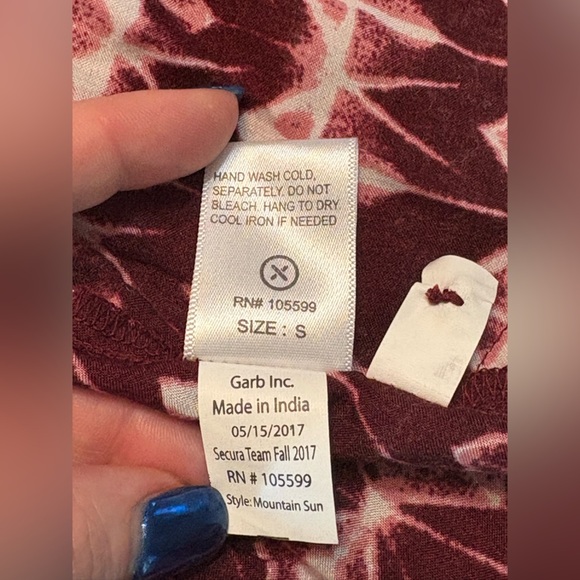 HAND WASH COLD,
SEPARATELY. DO NOT
BLEACH. HANG TO DRY
COOL IRON IF NEEDED
RN# 105599
SIZE : S
Garb Inc.
Made in India
05/15/2017
Secura Team Fall 2017
RN # 105599
Style: Mountain Sun